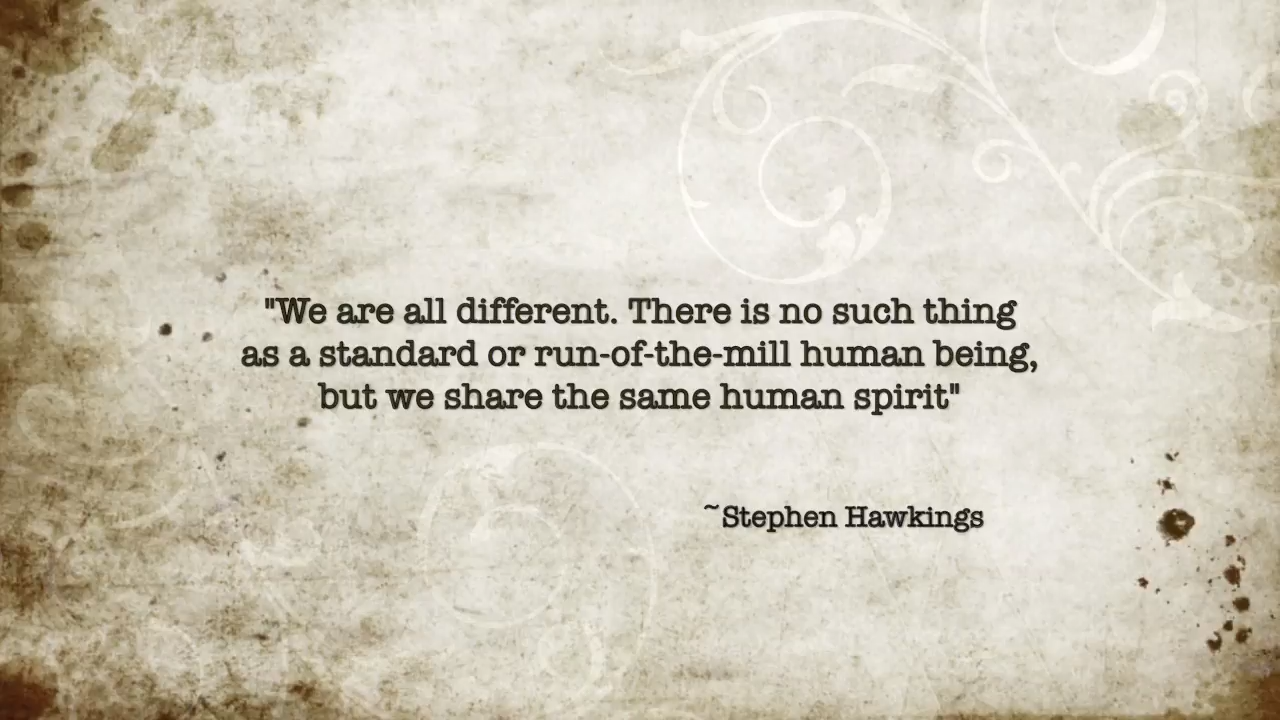 "We are all different. There is no such thing
as a standard or run-of-the-mill human being,
but we share the same human spirit"
~Stephen Hawkings